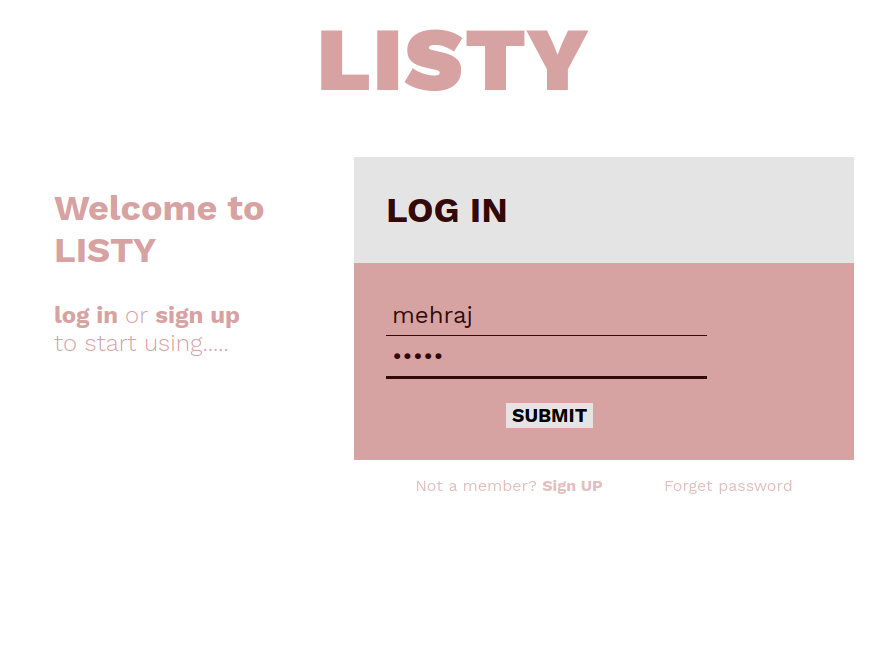 LISTY
Welcome to
LISTY
log in or sign up
to start using.....
LOG IN
mehraj
•••••
SUBMIT
Not a member? Sign UP
Forget password